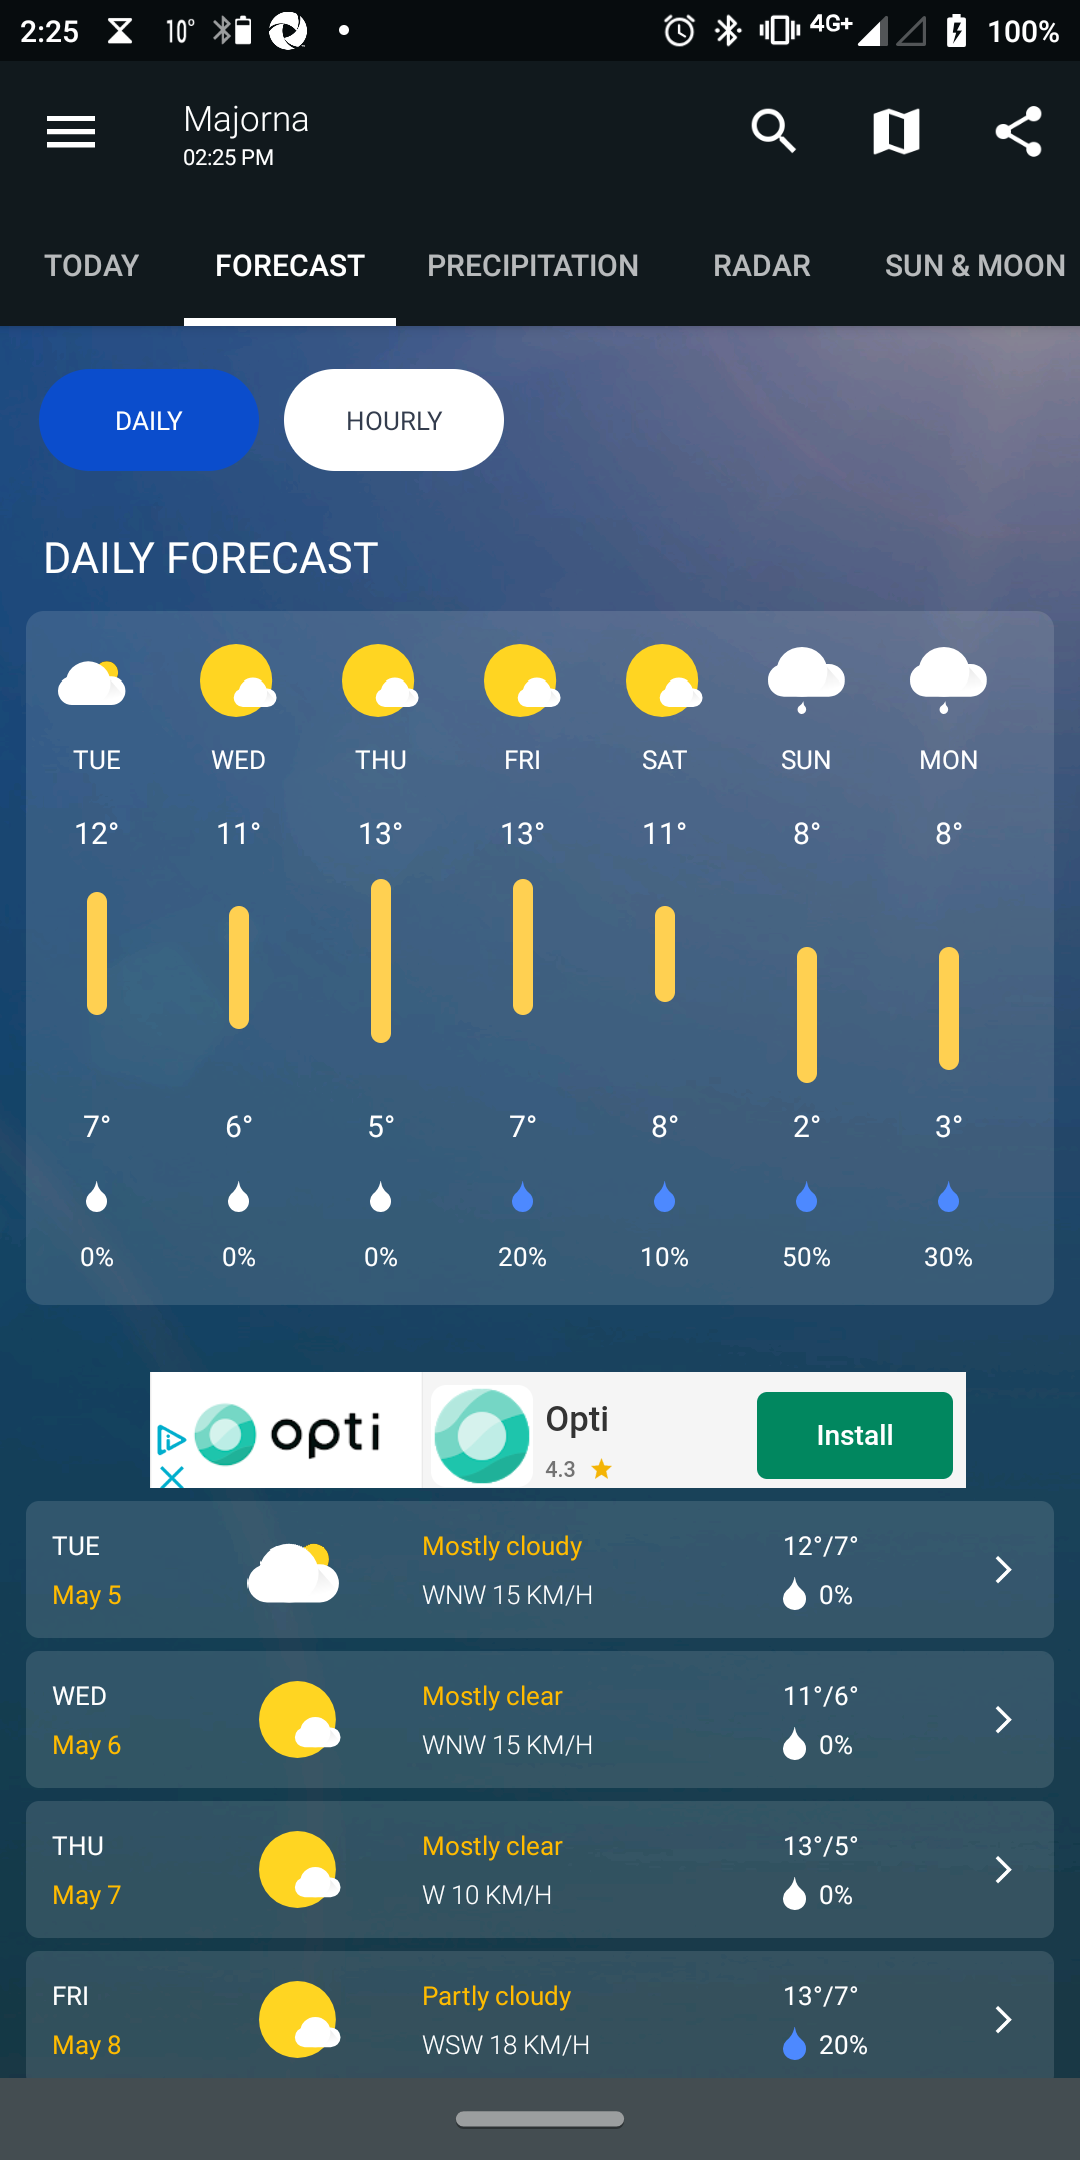 2:25 10° 4G+ 100%
Majorna
02:25 PM
TODAY FORECAST PRECIPITATION RADAR SUN & MOON
DAILY HOURLY
DAILY FORECAST
TUE WED THU FRI SAT SUN MON
12° 11° 13° 13° 11° 8° 8°
7° 6° 5° 7° 8° 2° 3°
0% 0% 0% 20% 10% 50% 30%
opti Opti Install
4.3
TUE Mostly cloudy 12°/7°
May 5 WNW 15 KM/H 0%
WED Mostly clear 11°/6°
May 6 WNW 15 KM/H 0%
THU Mostly clear 13°/5°
May 7 W 10 KM/H 0%
FRI Partly cloudy 13°/7°
May 8 WSW 18 KM/H 20%